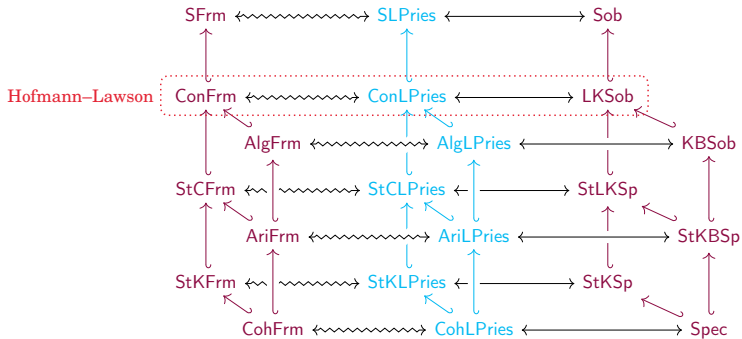 SFrm SLPries Sob
Hofmann–Lawson ConFrm ConLPries LKSob
AlgFrm AlgLPries KBSob
StCFrm StCLPries StLKSp
AriFrm AriLPries StKBSp
StKFrm StKLPries StKSp
CohFrm CohLPries Spec